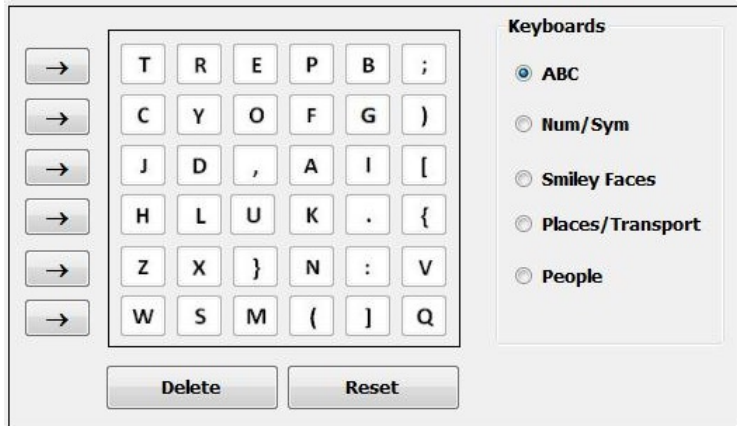 Keyboards
→ T R E P B ; ABC
→ C Y O F G ) Num/Sym
→ J D , A I [ Smiley Faces
→ H L U K . { Places/Transport
→ Z X } N : V People
→ W S M ( ] Q
Delete Reset